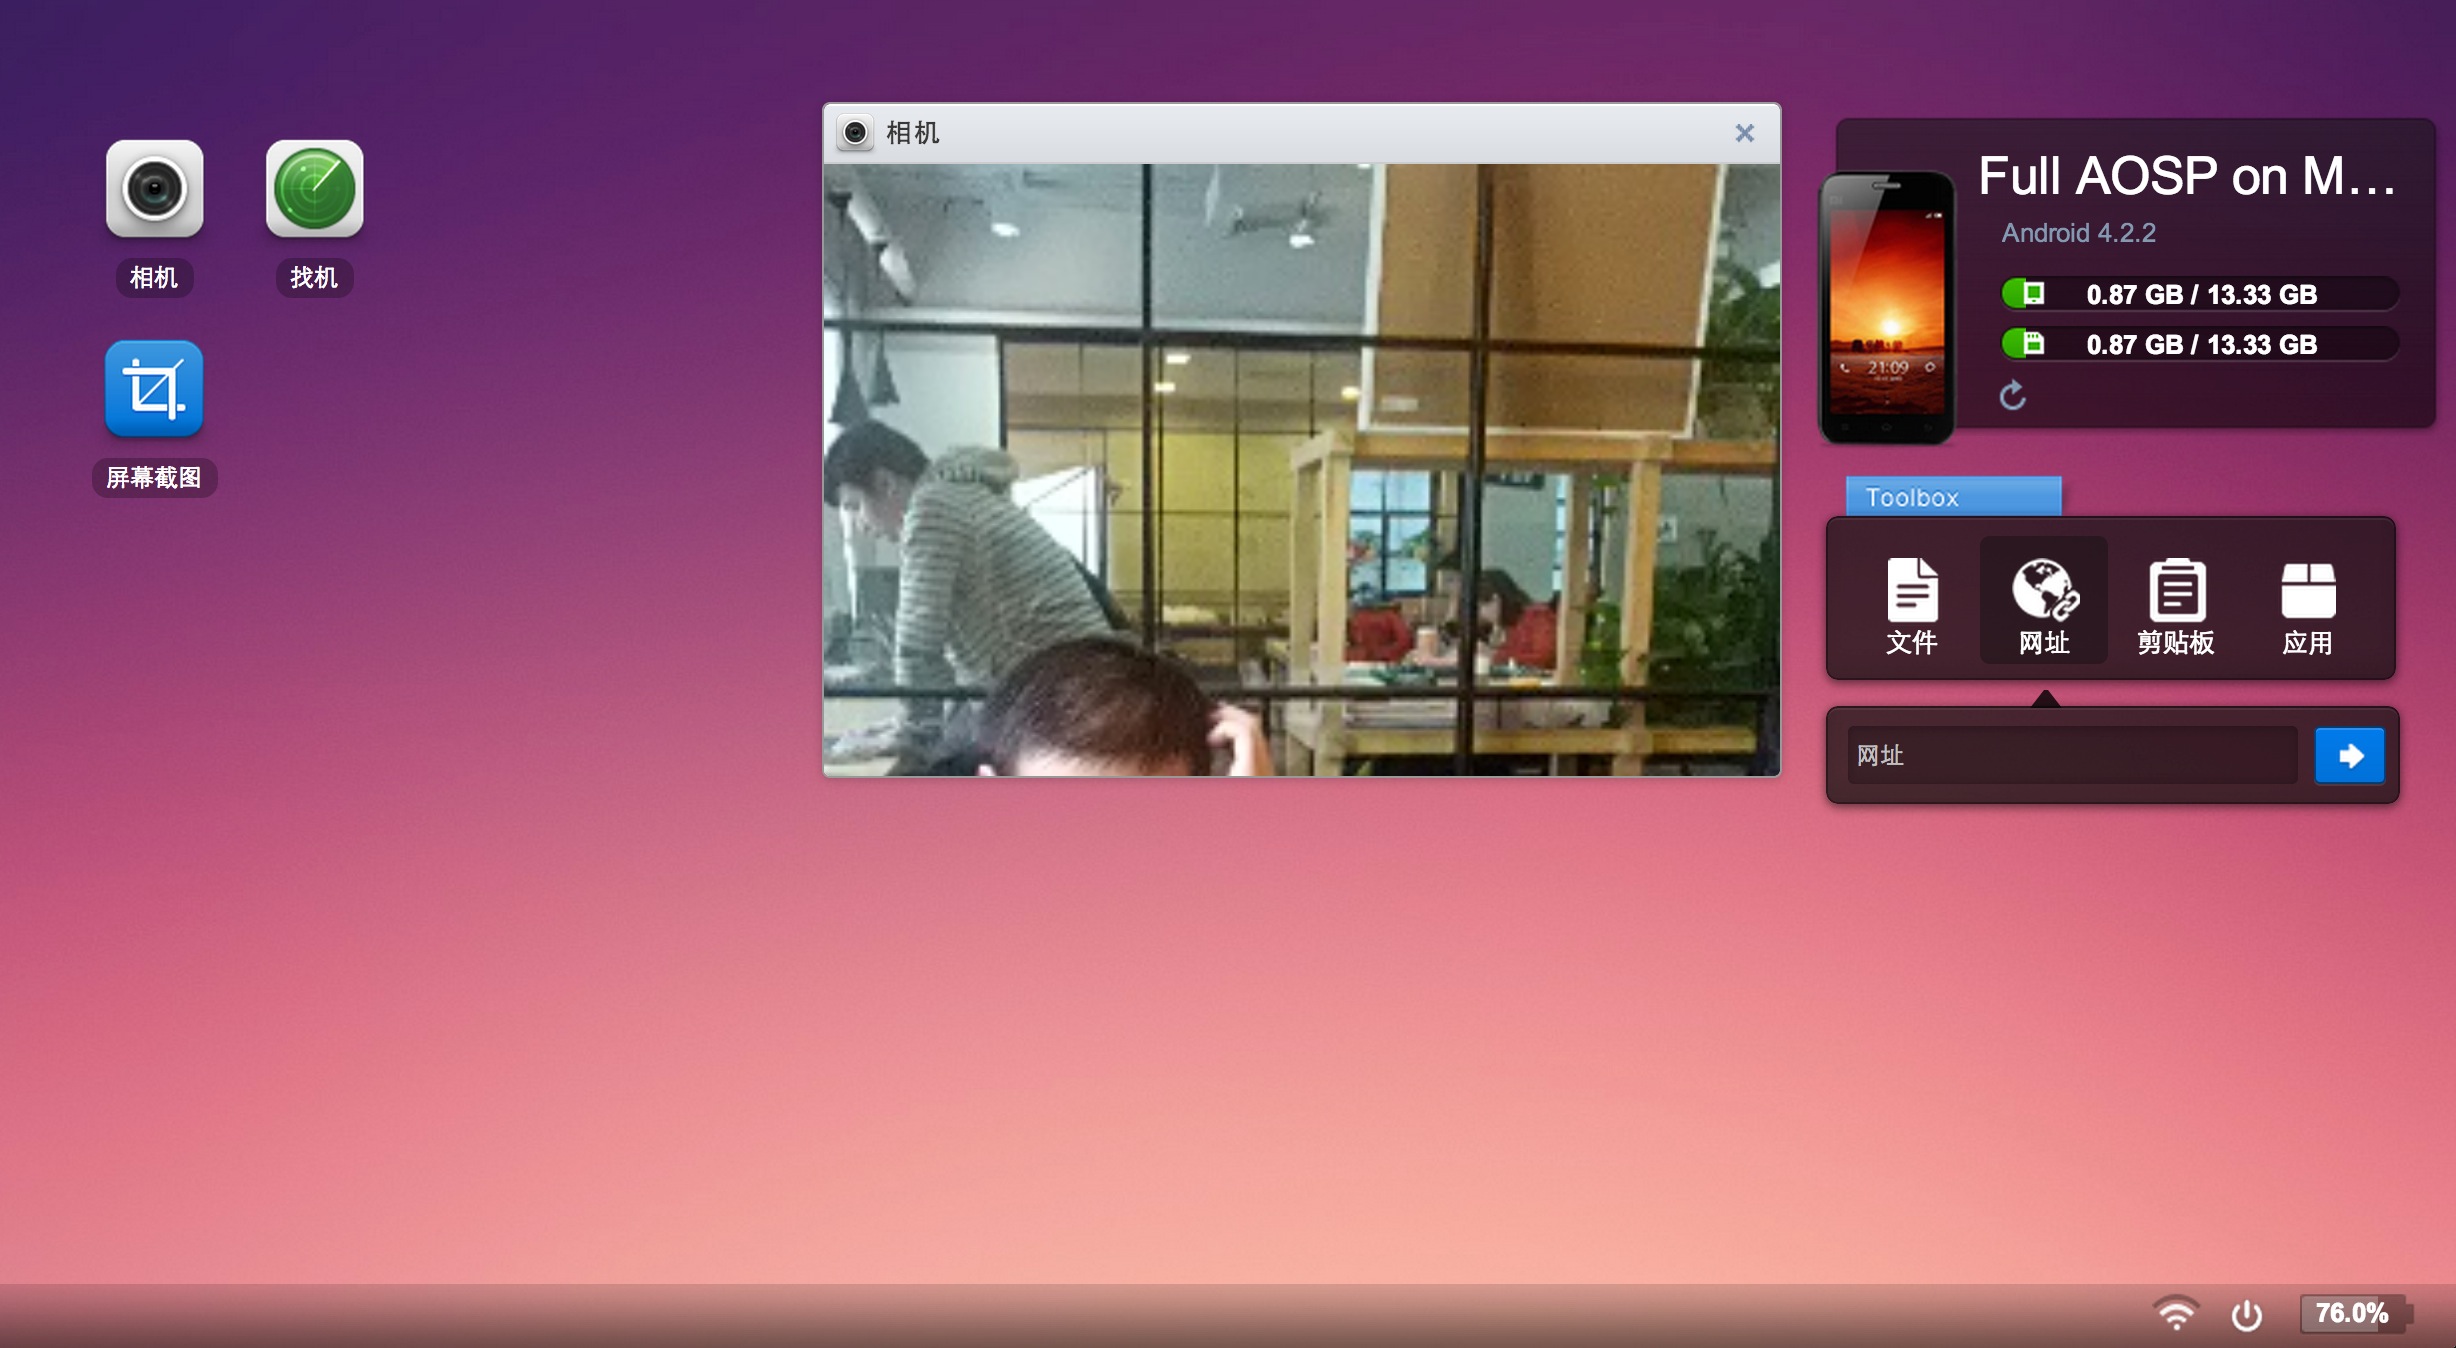 相机
找机
屏幕截图
相机
Full AOSP on M...
Android 4.2.2
0.87 GB / 13.33 GB
0.87 GB / 13.33 GB
21:09
Toolbox
文件
网址
剪贴板
应用
网址
76.0%